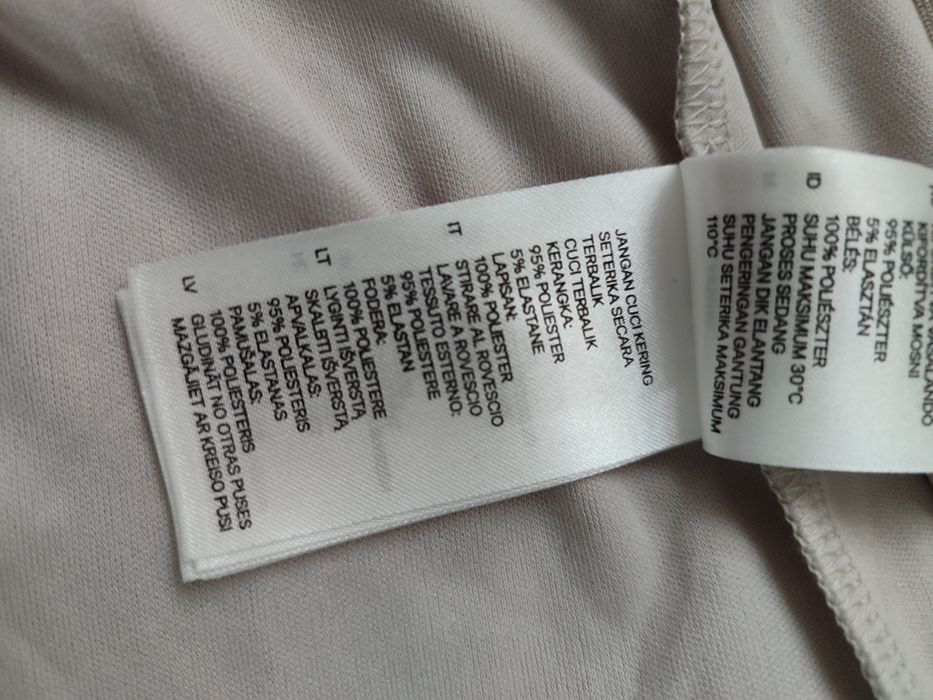 VASALANDÓ
KIFORDÍTVA MOSNI
KÜLSŐ:
95% POLIÉSZTER
5% ELASZTÁN
BÉLÉS:
100% POLIÉSZTER
ID SUHU MAKSIMUM 30°C
PROSES SEDANG
JANGAN DIK ELANTANG
PENGERINGAN GANTUNG
SUHU SETERIKA MAKSIMUM
110°C
JANGAN CUCI KERING
SETERIKA SECARA
TERBALIK
CUCI TERBALIK
KERANGKA:
95% POLIESTER
5% ELASTANE
LAPISAN:
100% POLIESTER
IT STIRARE AL ROVESCIO
LAVARE A ROVESCIO
TESSUTO ESTERNO:
95% POLIESTERE
5% ELASTAN
FODERA:
100% POLIESTERE
LT LYGINTI IŠVERSTĄ
SKALBTI IŠVERSTĄ
APVALKALAS:
95% POLIESTERIS
5% ELASTANAS
PAMUŠALAS:
100% POLIESTERIS
LV GLUDINĀT NO OTRAS PUSES
MAZGĀJIET AR KREISO PUSI